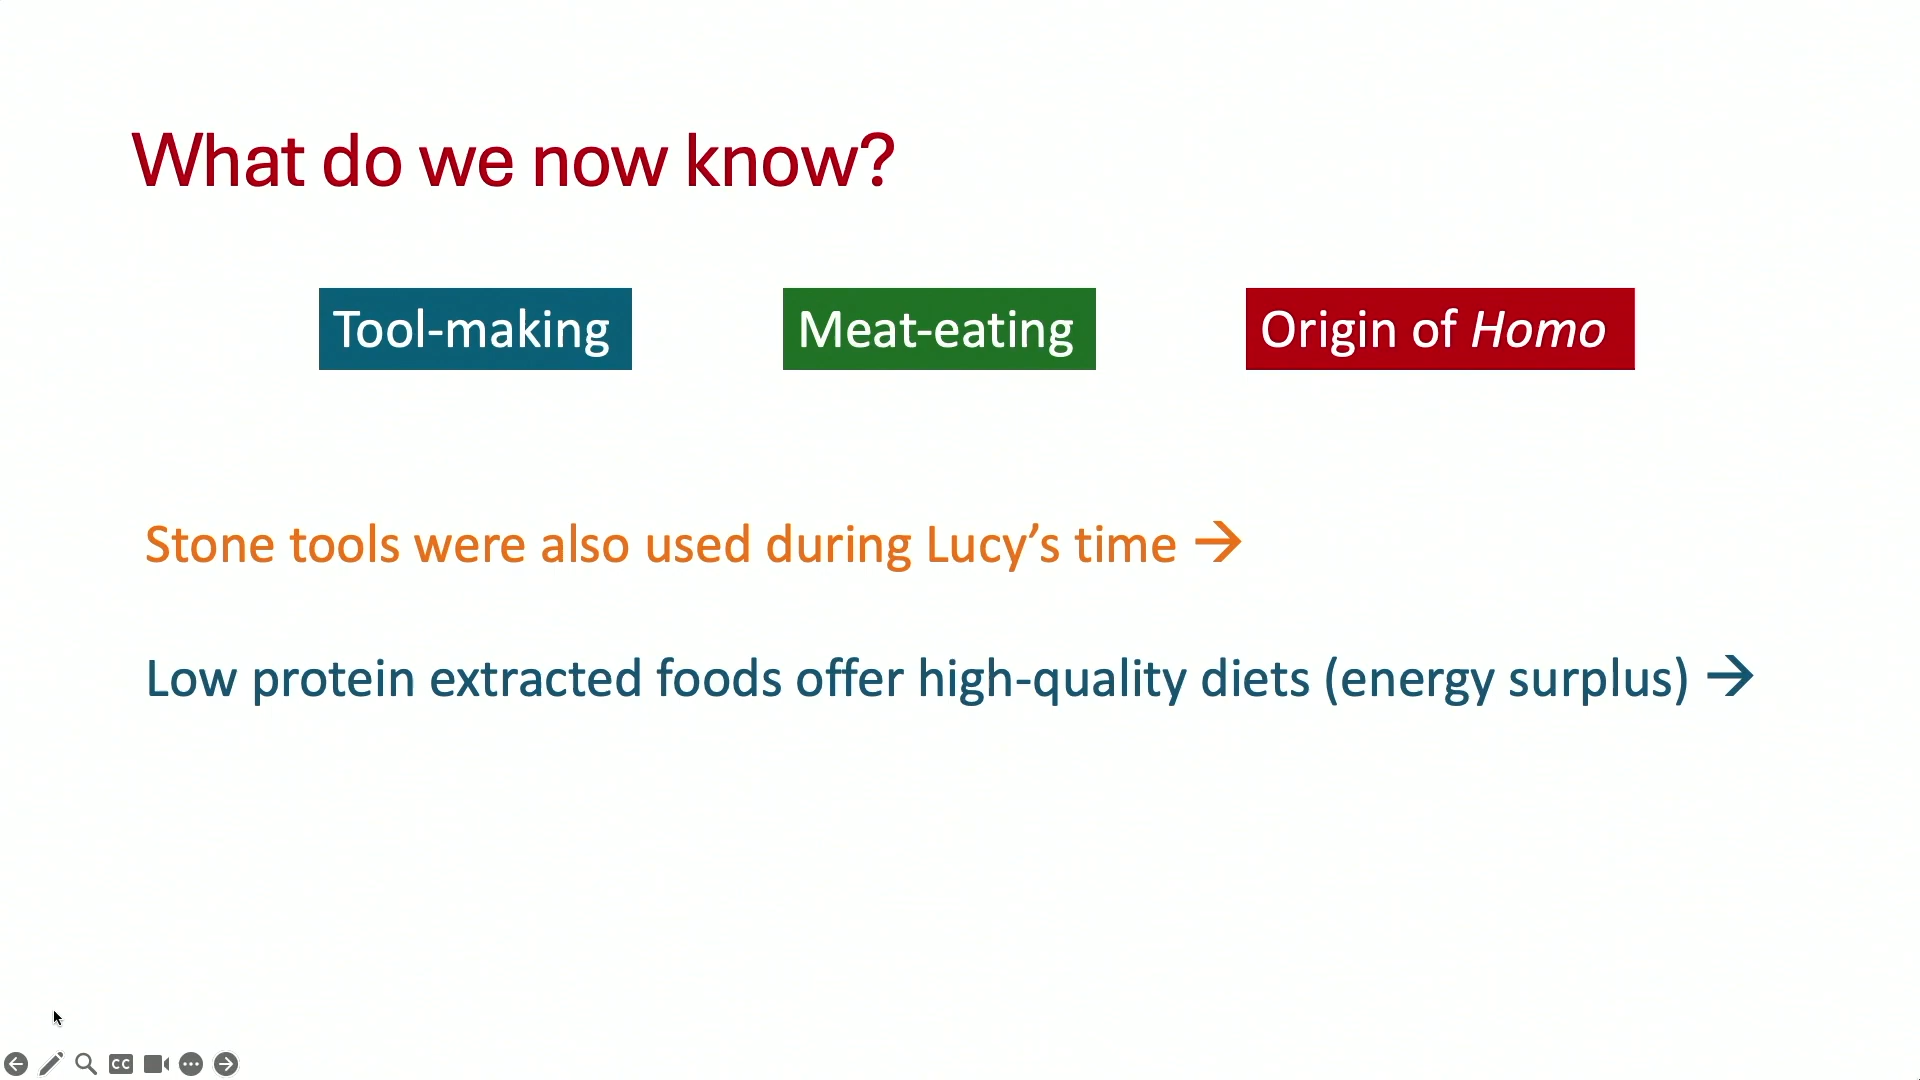 What do we now know?
Tool-making
Meat-eating
Origin of Homo
Stone tools were also used during Lucy’s time →
Low protein extracted foods offer high-quality diets (energy surplus) →
CC